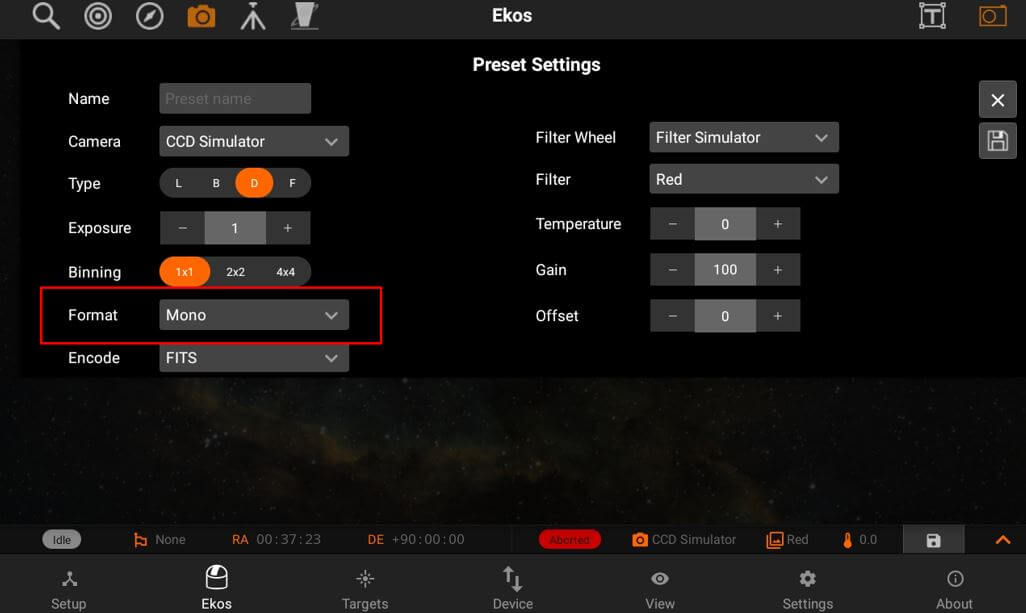 Ekos
Preset Settings
Name Preset name
Camera CCD Simulator
Type L B D F
Exposure − 1 +
Binning 1x1 2x2 4x4
Format Mono
Encode FITS
Filter Wheel Filter Simulator
Filter Red
Temperature − 0 +
Gain − 100 +
Offset − 0 +
Idle None RA 00:37:23 DE +90:00:00 Aborted CCD Simulator Red 0.0
Setup Ekos Targets Device View Settings About